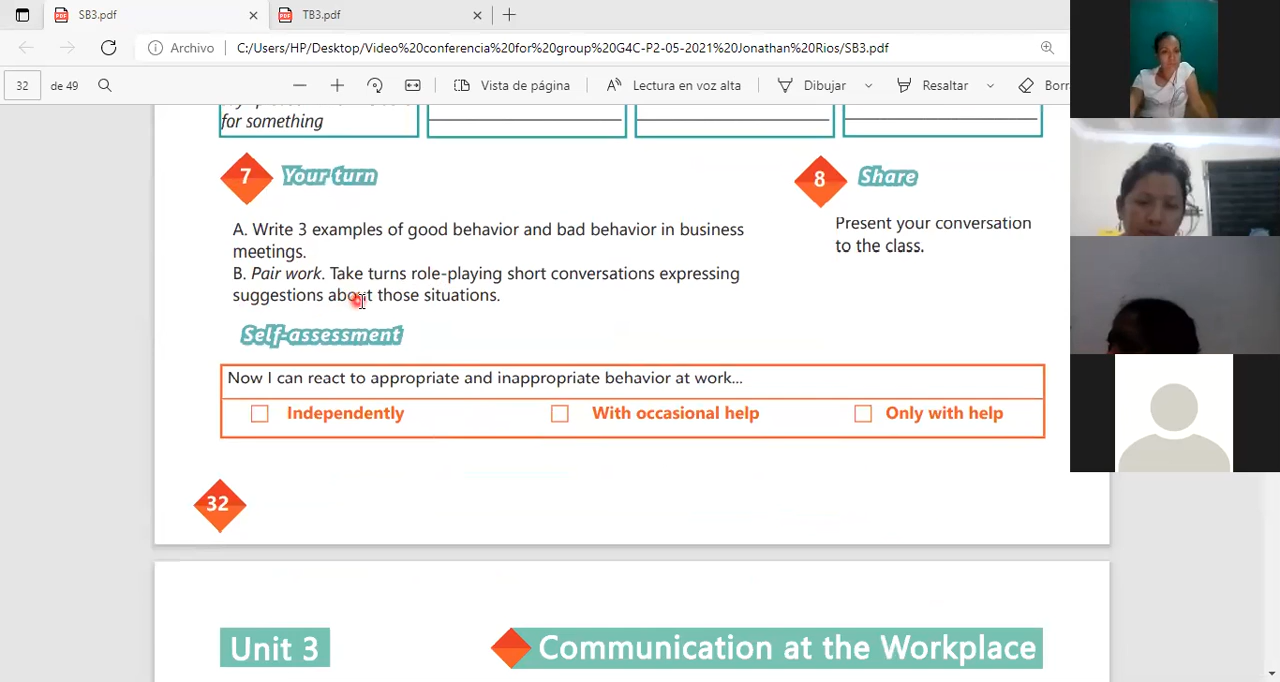 SB3.pdf
TB3.pdf
Archivo C:/Users/HP/Desktop/Video%20conferencia%20for%20group%20G4C-P2-05-2021%20Jonathan%20Rios/SB3.pdf
32 de 49 Vista de página Lectura en voz alta Dibujar Resaltar Borra
for something
7 Your turn
A. Write 3 examples of good behavior and bad behavior in business
meetings.
B. Pair work. Take turns role-playing short conversations expressing
suggestions about those situations.
8 Share
Present your conversation
to the class.
Self-assessment
Now I can react to appropriate and inappropriate behavior at work...
Independently With occasional help Only with help
32
Unit 3 Communication at the Workplace